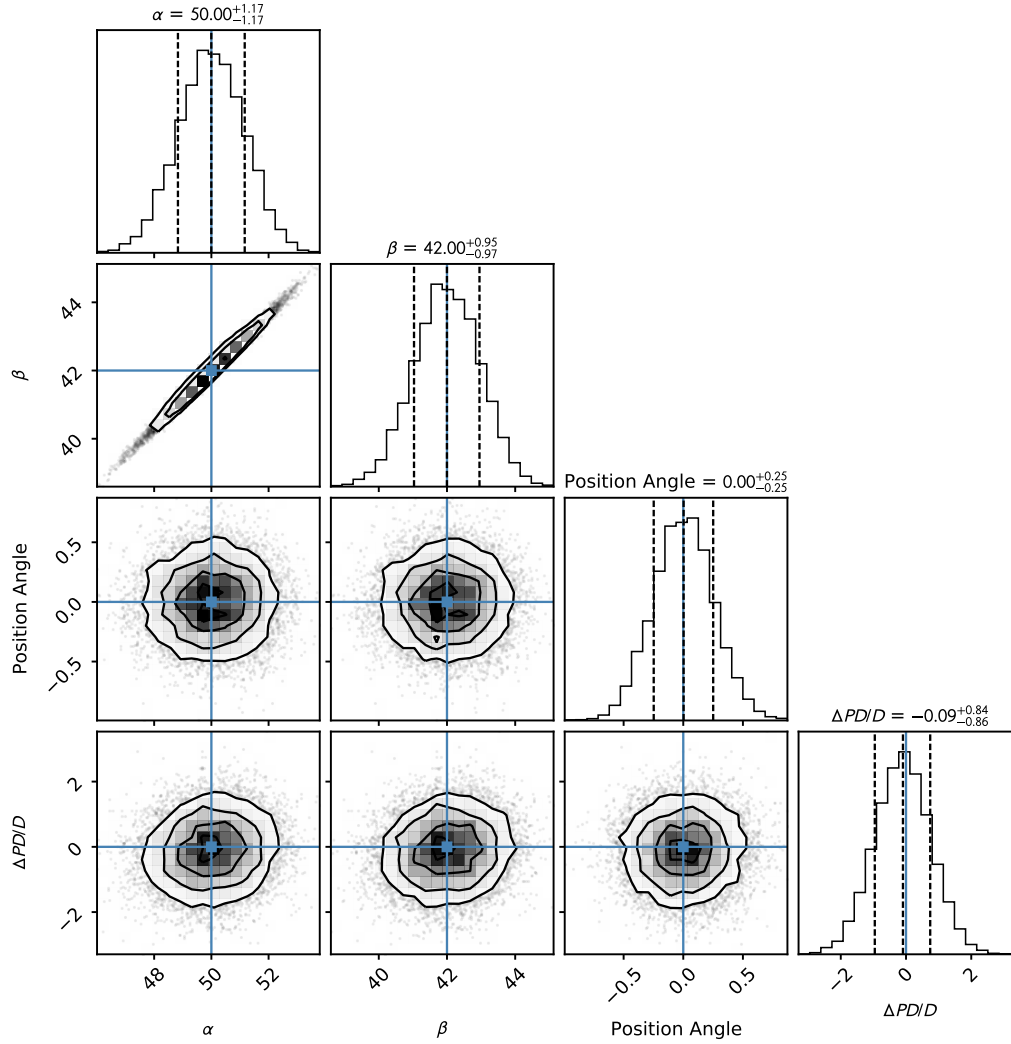 α = 50.00+1.17−1.17
β = 42.00+0.95−0.97
44
42
40
β
Position Angle = 0.00+0.25−0.25
0.5
0.0
−0.5
Position Angle
ΔPD/D = −0.09+0.84−0.86
2
0
−2
ΔPD/D
48 50 52 40 42 44 −0.5 0.0 0.5 −2 0 2
α β Position Angle ΔPD/D